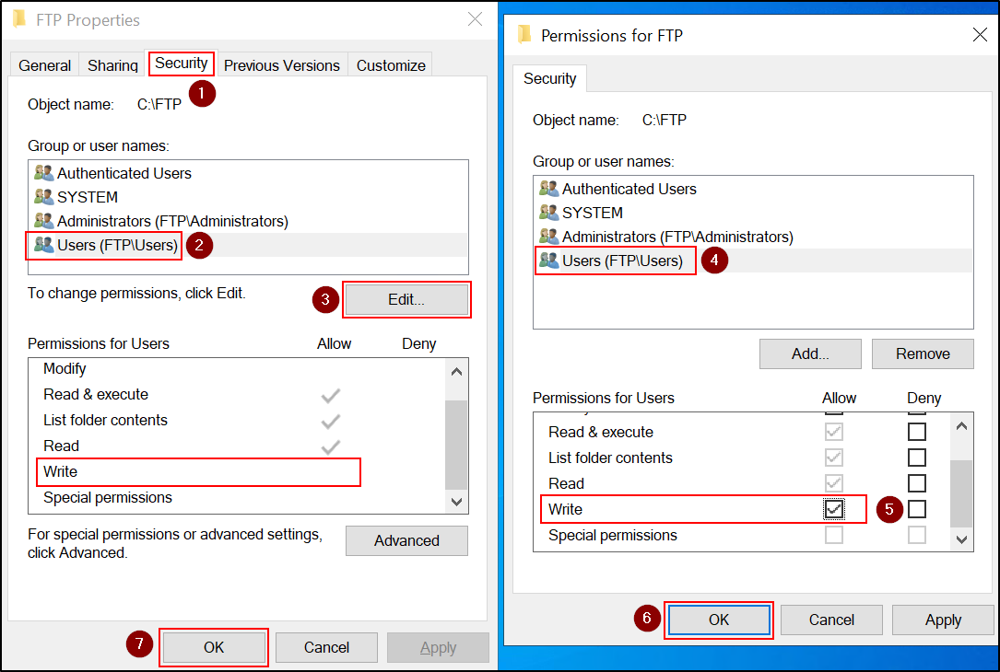 FTP Properties
General Sharing Security Previous Versions Customize
1
Object name: C:\FTP
Group or user names:
Authenticated Users
SYSTEM
Administrators (FTP\Administrators)
Users (FTP\Users) 2
To change permissions, click Edit. 3 Edit...
Permissions for Users Allow Deny
Modify
Read & execute
List folder contents
Read
Write
Special permissions
For special permissions or advanced settings,
click Advanced. Advanced
7 OK Cancel Apply
Permissions for FTP
Security
Object name: C:\FTP
Group or user names:
Authenticated Users
SYSTEM
Administrators (FTP\Administrators)
Users (FTP\Users) 4
Add... Remove
Permissions for Users Allow Deny
Read & execute
List folder contents
Read
Write 5
Special permissions
6 OK Cancel Apply